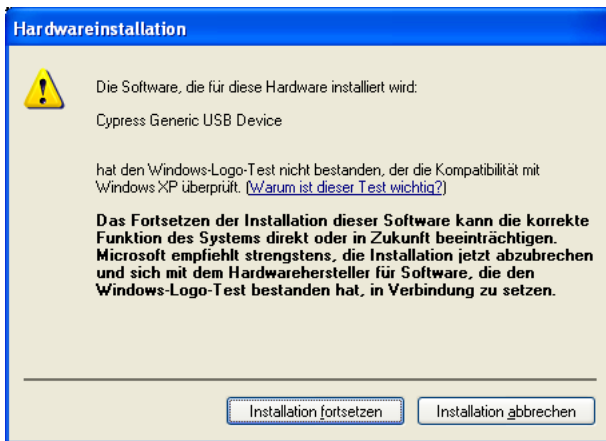 Hardwareinstallation
Die Software, die für diese Hardware installiert wird:
Cypress Generic USB Device
hat den Windows-Logo-Test nicht bestanden, der die Kompatibilität mit
Windows XP überprüft. (Warum ist dieser Test wichtig?)
Das Fortsetzen der Installation dieser Software kann die korrekte
Funktion des Systems direkt oder in Zukunft beeinträchtigen.
Microsoft empfiehlt strengstens, die Installation jetzt abzubrechen
und sich mit dem Hardwarehersteller für Software, die den
Windows-Logo-Test bestanden hat, in Verbindung zu setzen.
Installation fortsetzen Installation abbrechen